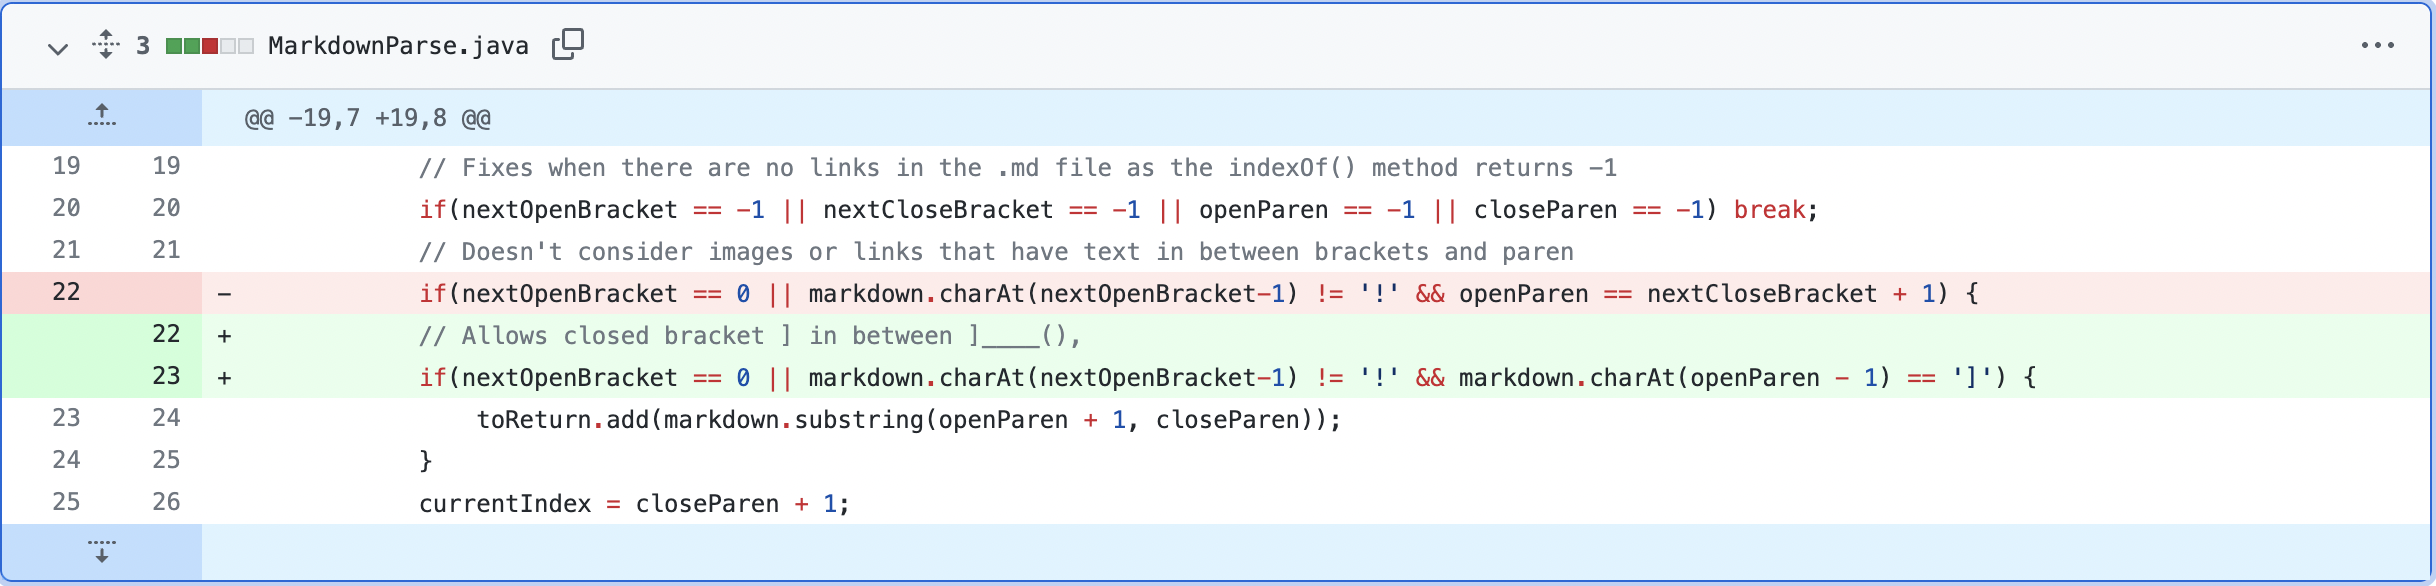 3 MarkdownParse.java
@@ -19,7 +19,8 @@
19 19 // Fixes when there are no links in the .md file as the indexOf() method returns -1
20 20 if(nextOpenBracket == -1 || nextCloseBracket == -1 || openParen == -1 || closeParen == -1) break;
21 21 // Doesn't consider images or links that have text in between brackets and paren
22 - if(nextOpenBracket == 0 || markdown.charAt(nextOpenBracket-1) != '!' && openParen == nextCloseBracket + 1) {
22 + // Allows closed bracket ] in between ]____(),
23 + if(nextOpenBracket == 0 || markdown.charAt(nextOpenBracket-1) != '!' && markdown.charAt(openParen - 1) == ']') {
23 24 toReturn.add(markdown.substring(openParen + 1, closeParen));
24 25 }
25 26 currentIndex = closeParen + 1;